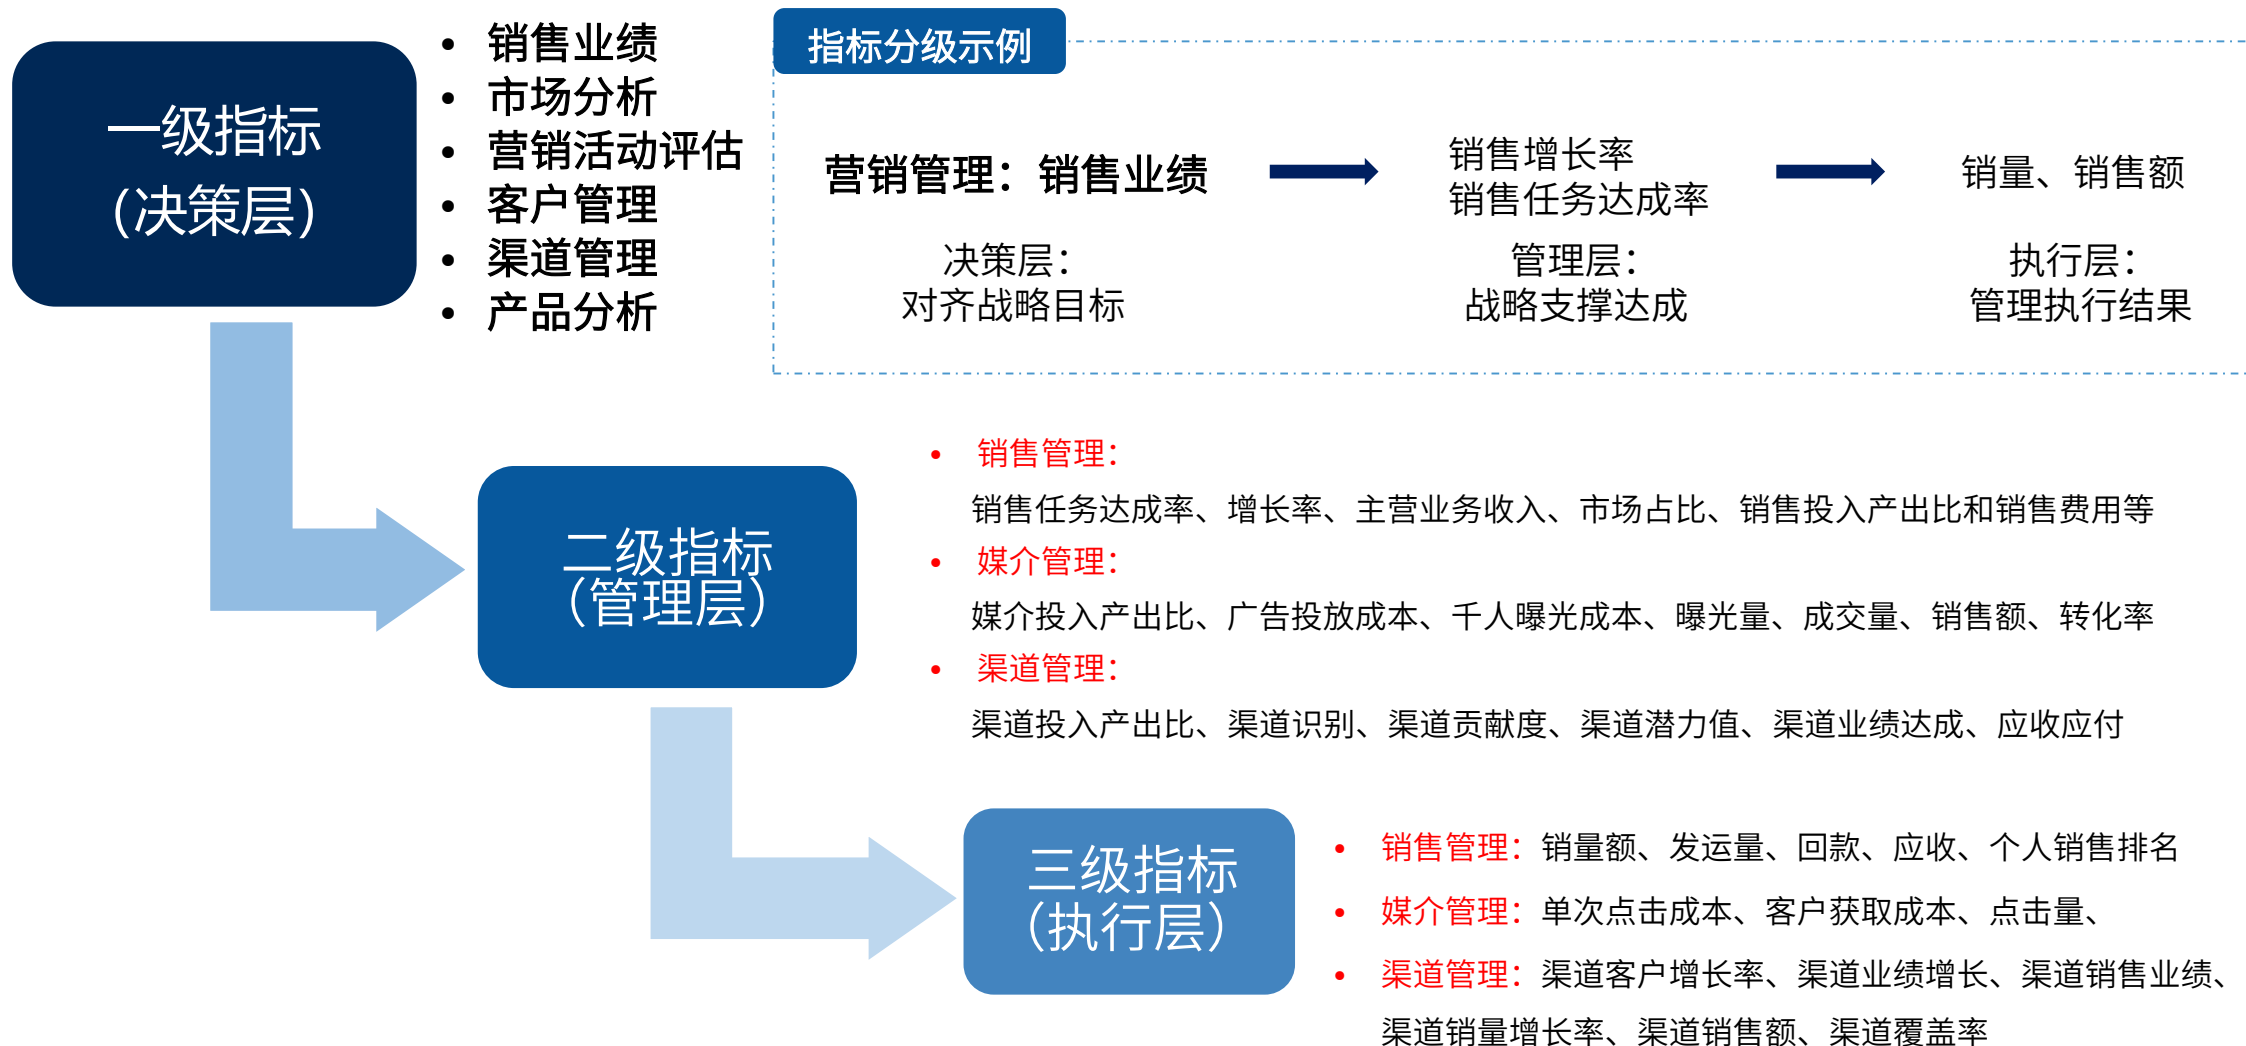 一级指标
（决策层）
• 销售业绩
• 市场分析
• 营销活动评估
• 客户管理
• 渠道管理
• 产品分析
指标分级示例
营销管理：销售业绩
决策层：
对齐战略目标
销售增长率
销售任务达成率
管理层：
战略支撑达成
销量、销售额
执行层：
管理执行结果
二级指标
（管理层）
• 销售管理：
销售任务达成率、增长率、主营业务收入、市场占比、销售投入产出比和销售费用等
• 媒介管理：
媒介投入产出比、广告投放成本、千人曝光成本、曝光量、成交量、销售额、转化率
• 渠道管理：
渠道投入产出比、渠道识别、渠道贡献度、渠道潜力值、渠道业绩达成、应收应付
三级指标
（执行层）
• 销售管理：销量额、发运量、回款、应收、个人销售排名
• 媒介管理：单次点击成本、客户获取成本、点击量、
• 渠道管理：渠道客户增长率、渠道业绩增长、渠道销售业绩、
渠道销量增长率、渠道销售额、渠道覆盖率